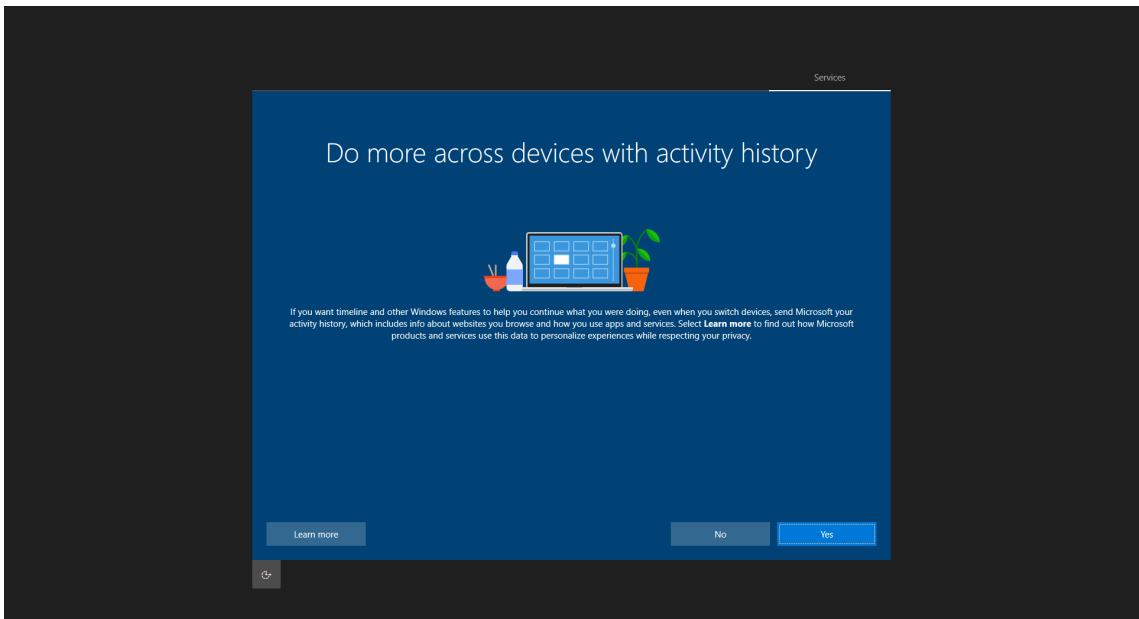 Services
Do more across devices with activity history
If you want timeline and other Windows features to help you continue what you were doing, even when you switch devices, send Microsoft your
activity history, which includes info about websites you browse and how you use apps and services. Select Learn more to find out how Microsoft
products and services use this data to personalize experiences while respecting your privacy.
Learn more
No
Yes